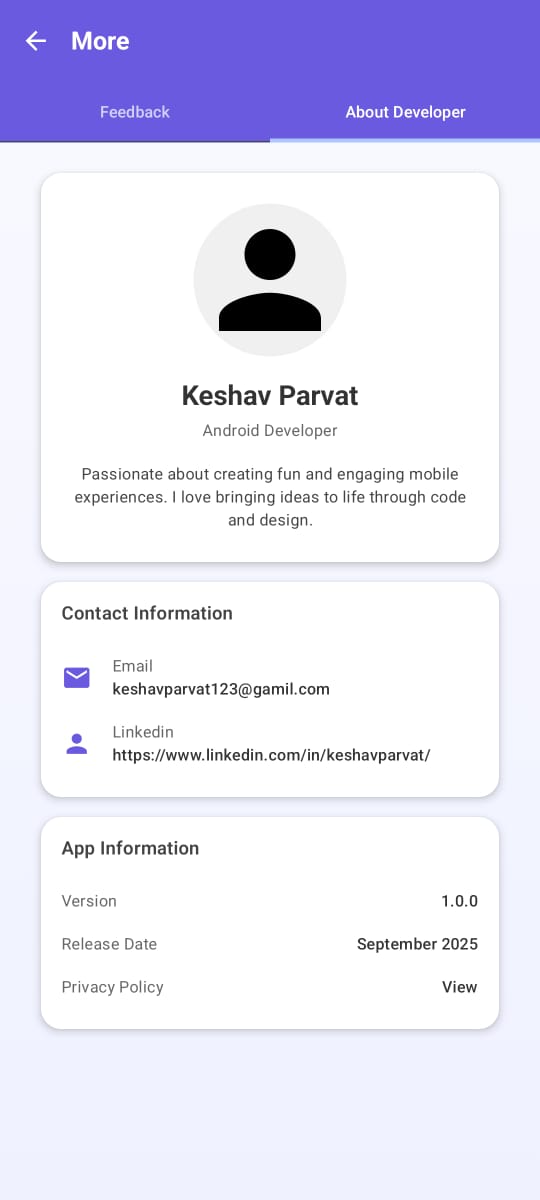 More
Feedback
About Developer
Keshav Parvat
Android Developer
Passionate about creating fun and engaging mobile
experiences. I love bringing ideas to life through code
and design.
Contact Information
Email
keshavparvat123@gamil.com
Linkedin
https://www.linkedin.com/in/keshavparvat/
App Information
Version 1.0.0
Release Date September 2025
Privacy Policy View